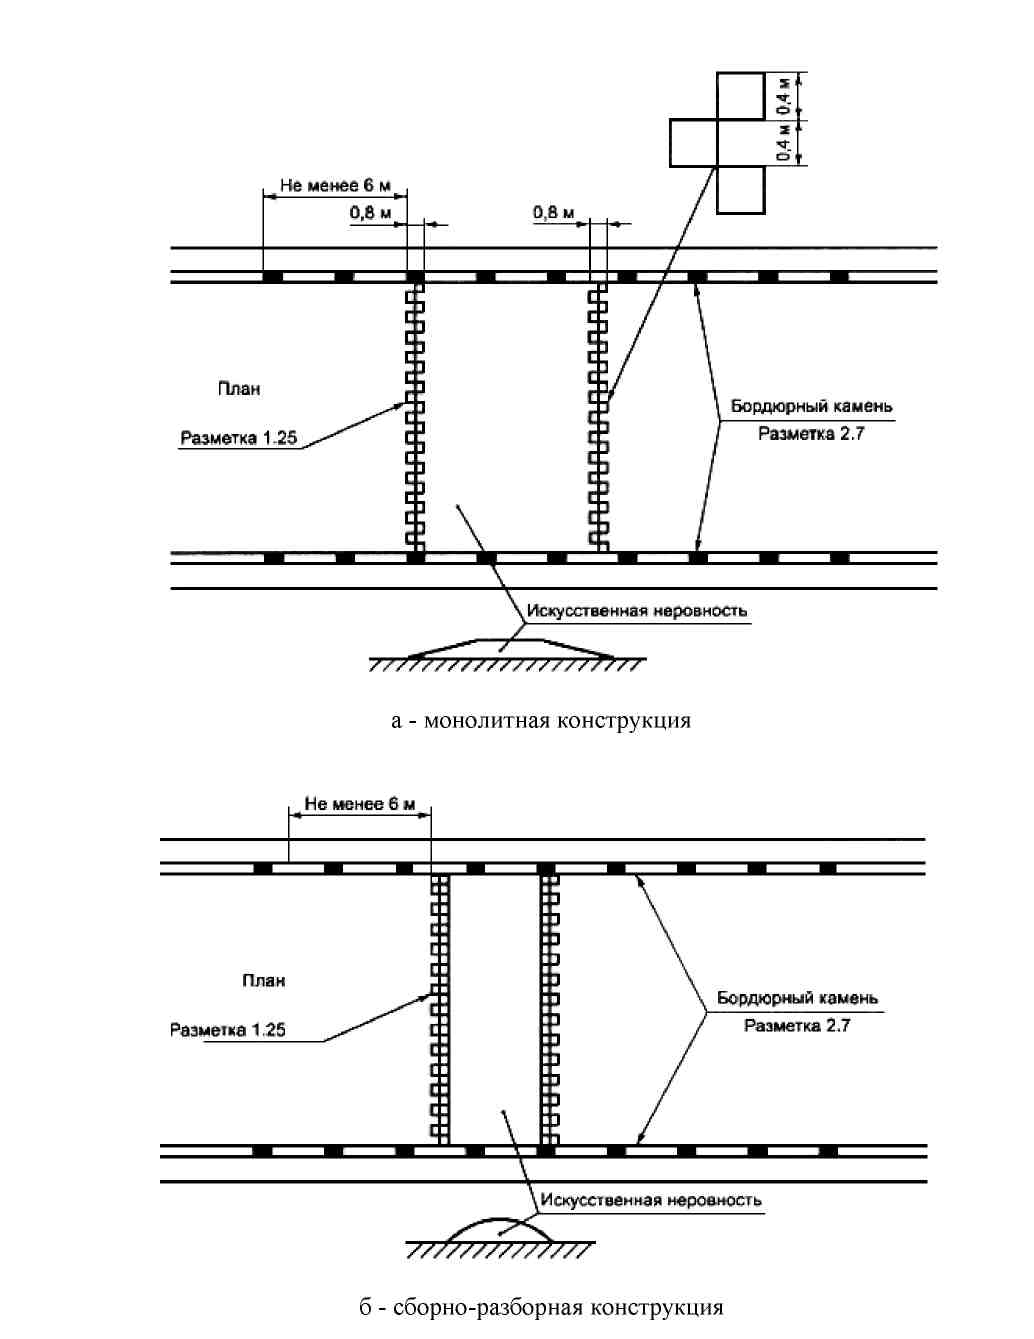 0,4 м
0,4 м
Не менее 6 м
0,8 м
0,8 м
План
Разметка 1.25
Бордюрный камень
Разметка 2.7
Искусственная неровность
а - монолитная конструкция
Не менее 6 м
План
Разметка 1.25
Бордюрный камень
Разметка 2.7
Искусственная неровность
б - сборно-разборная конструкция